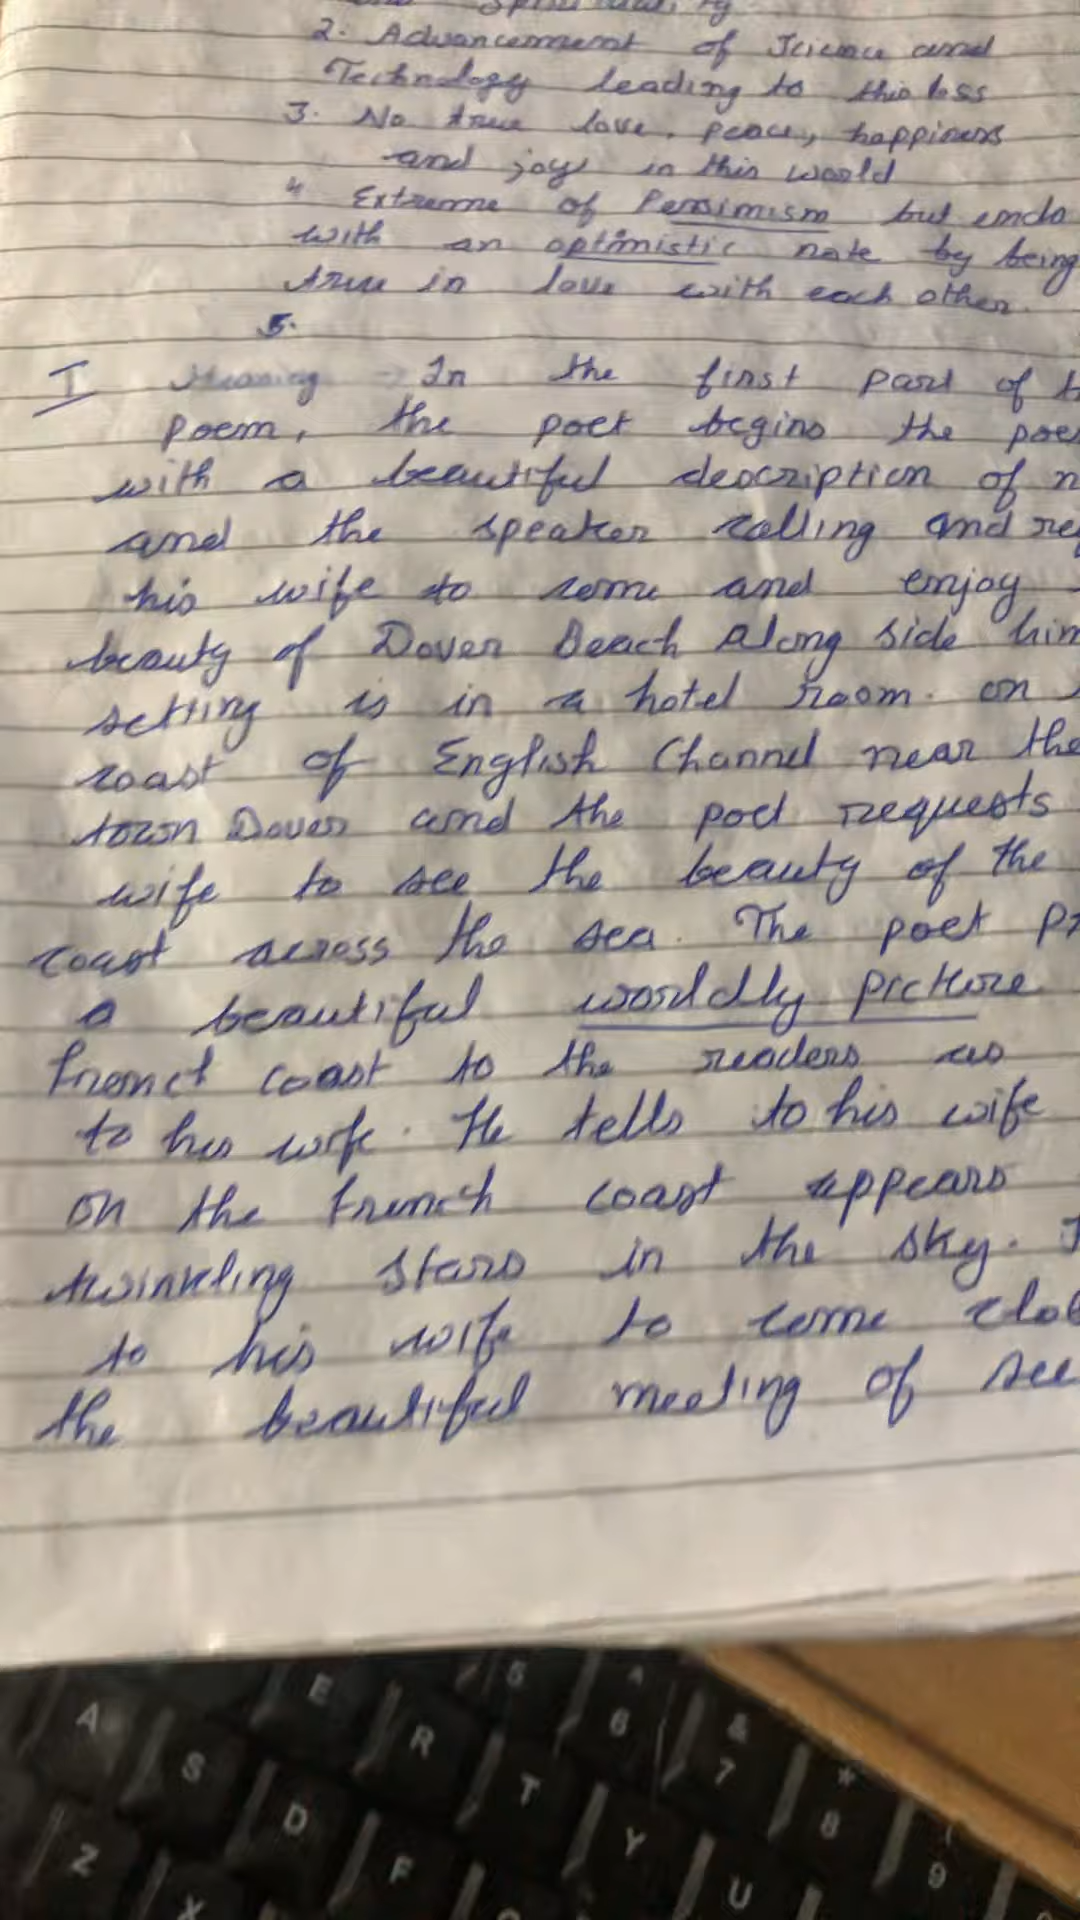 2. Advancement of Science and
Technology leading to this loss
3. No true love, peace, happiness
and joy in this world
4 Extreme of Pessimism but ends
with an optimistic note by being
true in love with each other.
5.
I Meaning → In the first part of
poem, the poet begins the
with a beautiful description of
and the speaker calling and
his wife to come and enjoy
beauty of Dover Beach Along side
setting is in a hotel room. on
coast of English Channel near the
town Dover and the poet requests
wife to see the beauty of the
coast across the sea. The poet
a beautiful worldly picture
coast to the readers as
to his wife. He tells to his wife
on the French coast appears
twinkling stars in the sky.
to his wife to come
the beautiful meeting of
A S D F E R T Y U Z X
5 ^ 6 & 7 * 8 ( 9